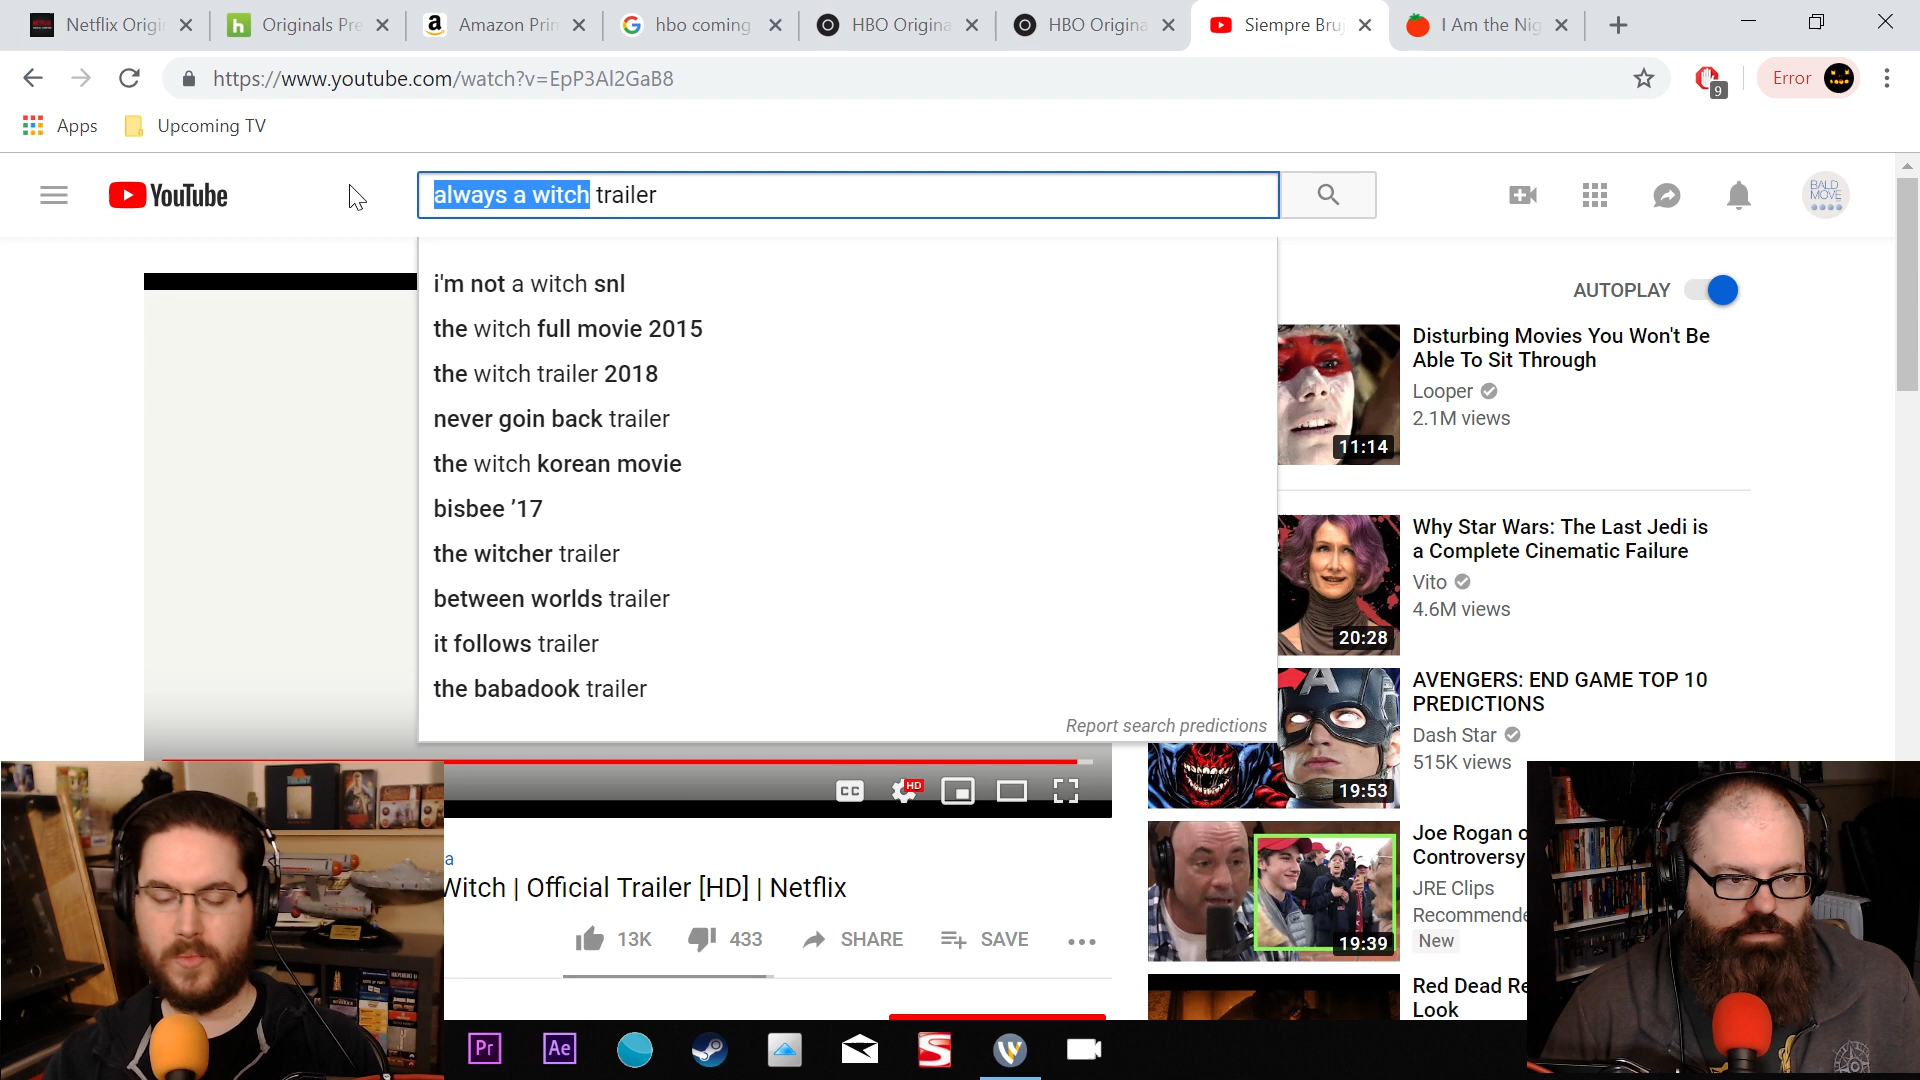 Netflix Origi
Originals Pre
Amazon Prin
hbo coming
HBO Origina
HBO Origina
Siempre Bruj
I Am the Nig
https://www.youtube.com/watch?v=EpP3Al2GaB8
9
Error
Apps
Upcoming TV
YouTube
always a witch trailer
BALD
MOVE
i'm not a witch snl
the witch full movie 2015
the witch trailer 2018
never goin back trailer
the witch korean movie
bisbee '17
the witcher trailer
between worlds trailer
it follows trailer
the babadook trailer
Report search predictions
AUTOPLAY
Disturbing Movies You Won't Be
Able To Sit Through
Looper
2.1M views
11:14
Why Star Wars: The Last Jedi is
a Complete Cinematic Failure
Vito
4.6M views
20:28
AVENGERS: END GAME TOP 10
PREDICTIONS
Dash Star
515K views
19:53
Joe Rogan o
Controversy
JRE Clips
Recommende
New
19:39
Red Dead Re
Look
CC
HD
a
Witch | Official Trailer [HD] | Netflix
13K
433
SHARE
SAVE
Pr
Ae